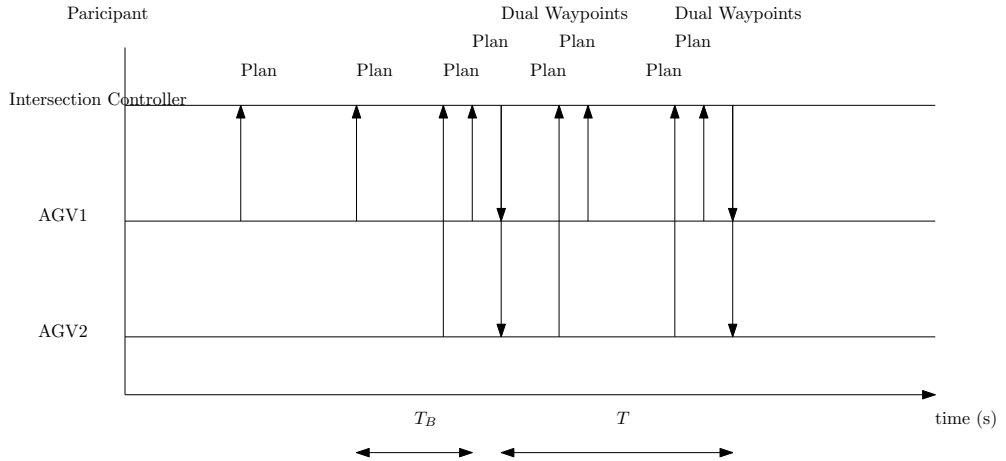 Paricipant
Dual Waypoints
Dual Waypoints
Plan
Plan
Plan
Plan
Plan
Plan
Plan
Plan
Intersection Controller
AGV1
AGV2
T_B
T
time (s)